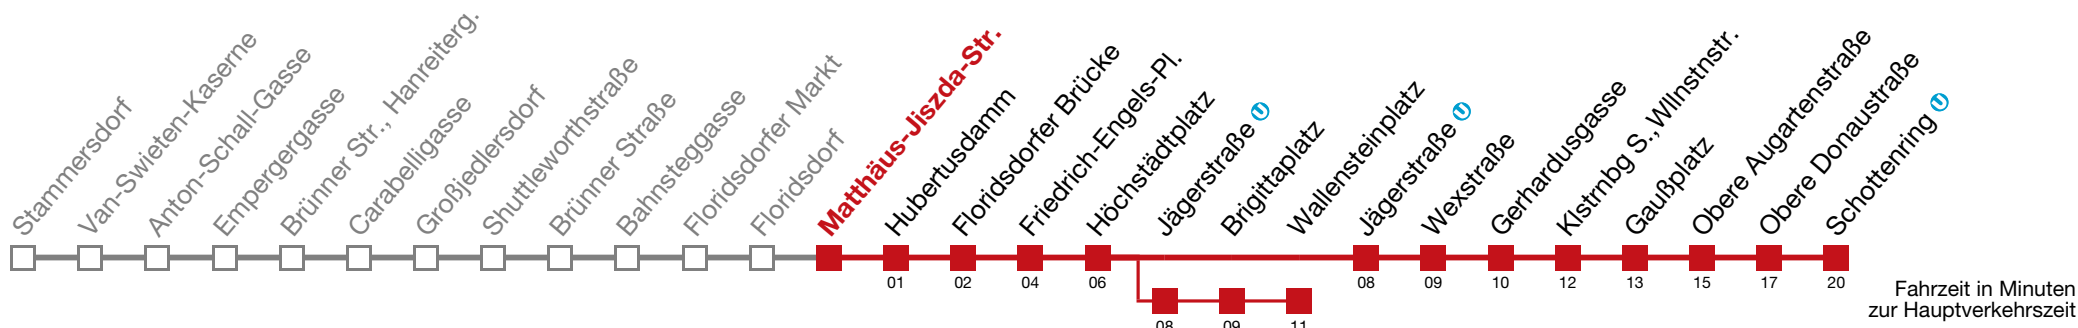 Stammersdorf
Van-Swieten-Kaserne
Anton-Schall-Gasse
Empergergasse
Brünner Str., Hanreiterg.
Carabelligasse
Großjedlersdorf
Shuttleworthstraße
Brünner Straße
Bahnsteggasse
Floridsdorfer Markt
Floridsdorf
Matthäus-Jiszda-Str.
Hubertusdamm
Floridsdorfer Brücke
Friedrich-Engels-Pl.
Höchstädtplatz
Jägerstraße U
Brigittaplatz
Wallensteinplatz
Jägerstraße U
Wexstraße
Gerhardusgasse
Klstrnbg S., Wllnstnstr.
Gaußplatz
Obere Augartenstraße
Obere Donaustraße
Schottenring U
01 02 04 06 08 09 10 12 13 15 17 20
08 09 11
Fahrzeit in Minuten
zur Hauptverkehrszeit